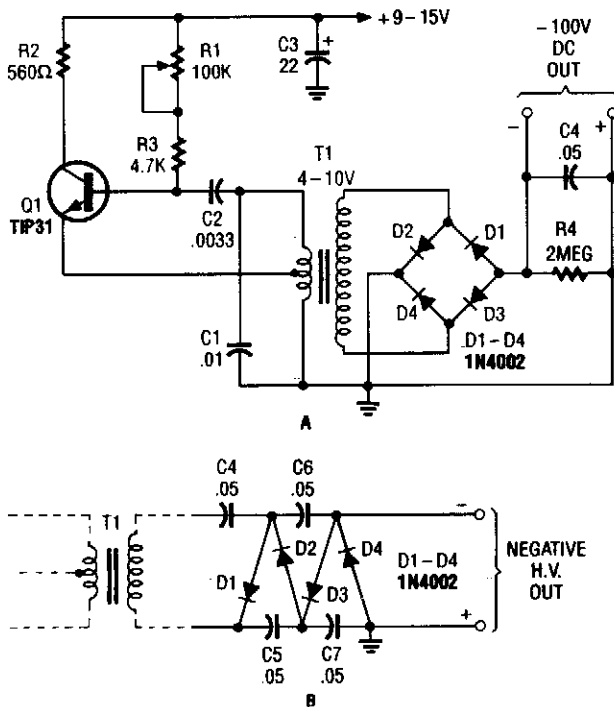 +9–15V
R2
560Ω
R1
100K
C3
22
+
–100V
DC
OUT
–
+
R3
4.7K
C4
.05
T1
4–10V
Q1
TIP31
C2
.0033
D2
D1
R4
2MEG
D4
D3
C1
.01
D1–D4
1N4002
A
C4
.05
C6
.05
–
T1
D2
D4
D1–D4
1N4002
NEGATIVE
H.V.
OUT
D1
D3
+
C5
.05
C7
.05
B